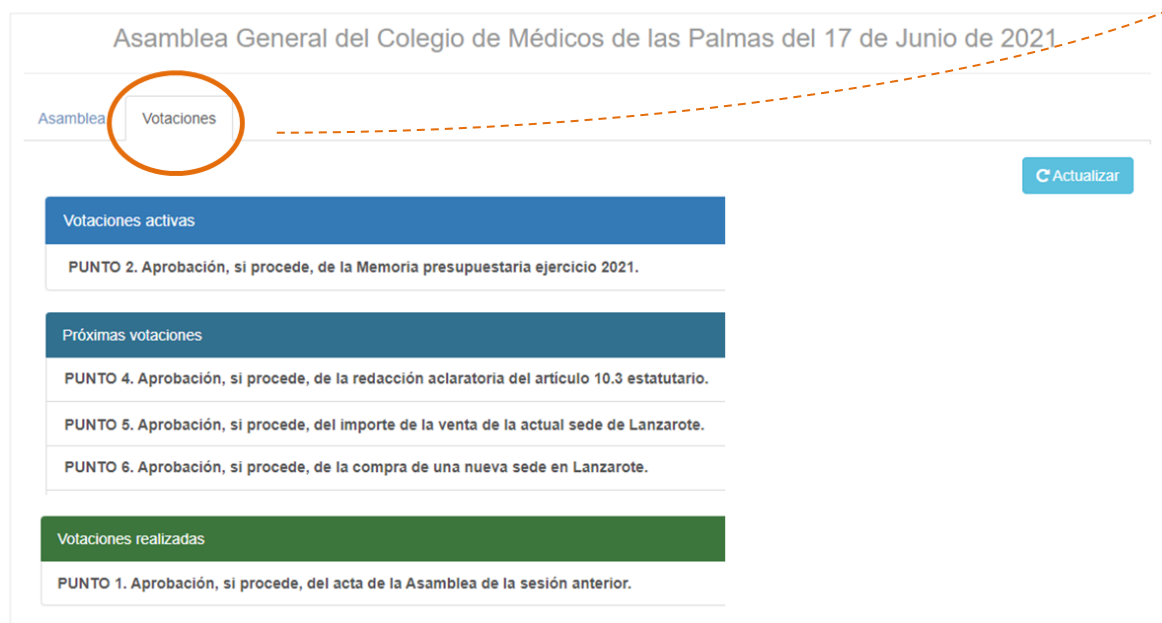 Asamblea General del Colegio de Médicos de las Palmas del 17 de Junio de 2021
Asamblea
Votaciones
Actualizar
Votaciones activas
PUNTO 2. Aprobación, si procede, de la Memoria presupuestaria ejercicio 2021.
Próximas votaciones
PUNTO 4. Aprobación, si procede, de la redacción aclaratoria del artículo 10.3 estatutario.
PUNTO 5. Aprobación, si procede, del importe de la venta de la actual sede de Lanzarote.
PUNTO 6. Aprobación, si procede, de la compra de una nueva sede en Lanzarote.
Votaciones realizadas
PUNTO 1. Aprobación, si procede, del acta de la Asamblea de la sesión anterior.